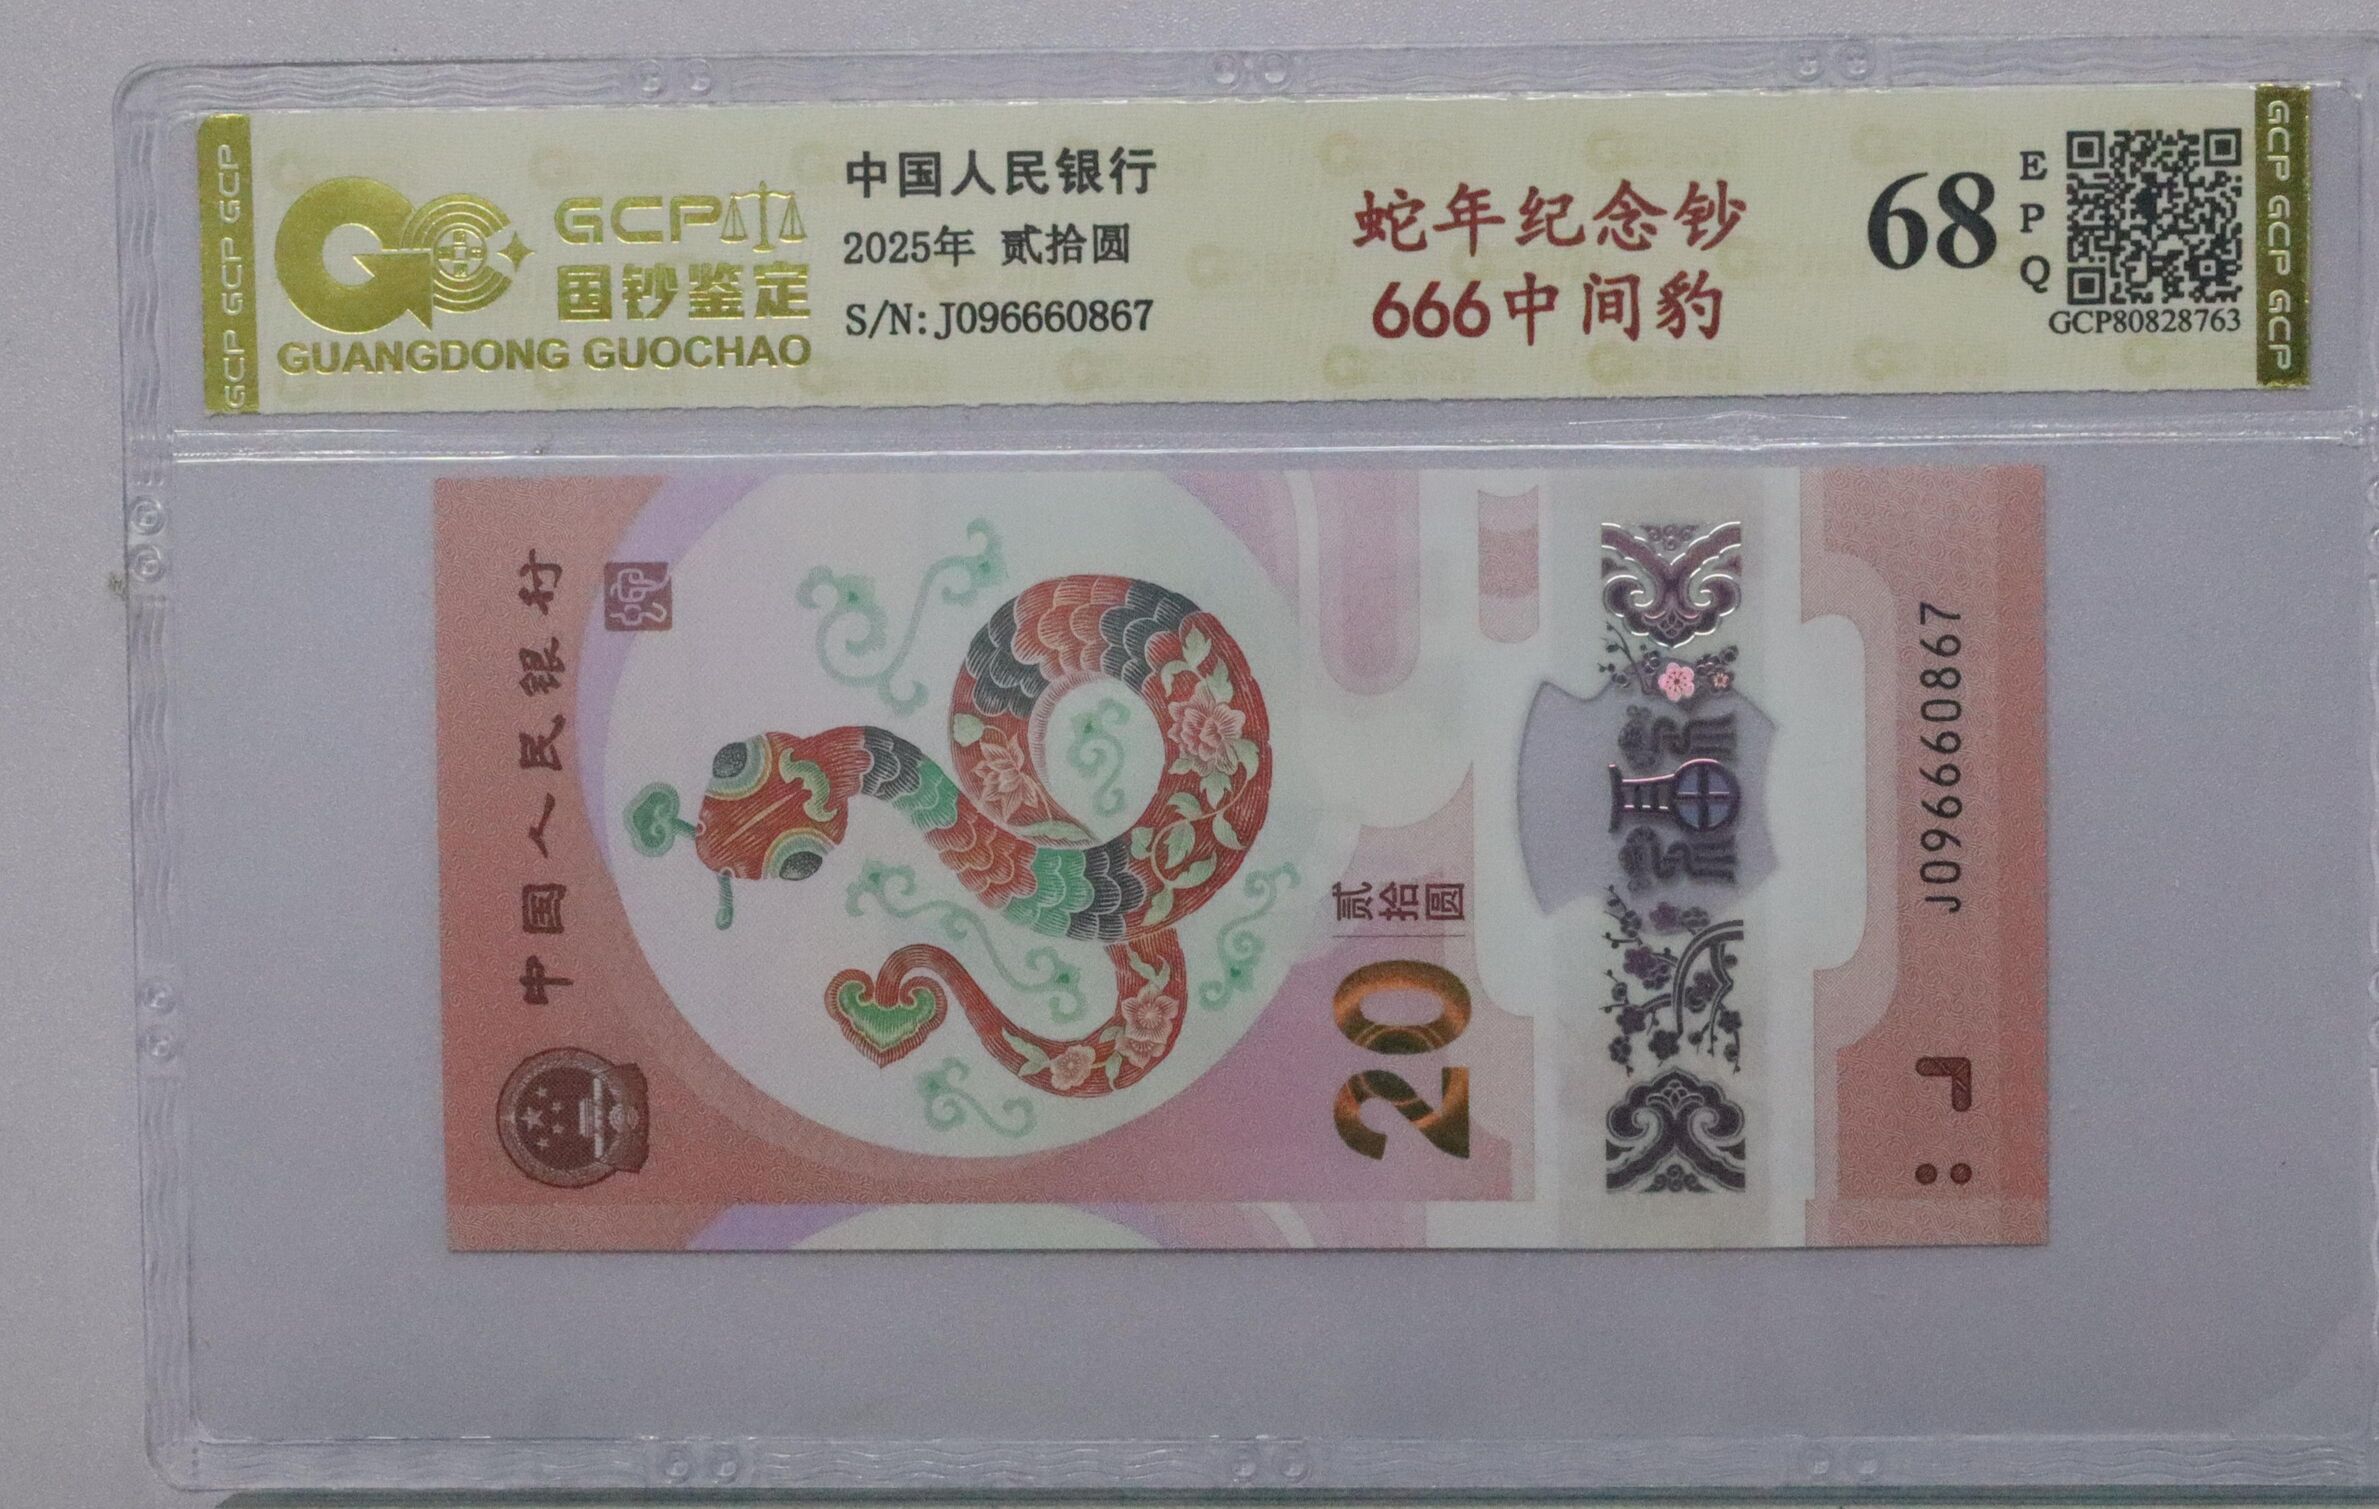 GCP GCP GCP
GCP
国钞鉴定
GUANGDONG GUOCHAO
中国人民银行
2025年 贰拾圆
S/N:J096660867
蛇年纪念钞
666中间豹
68
EPQ
GCP80828763
GCP GCP GCP
中国人民银行
贰拾圆
20
福
J096660867